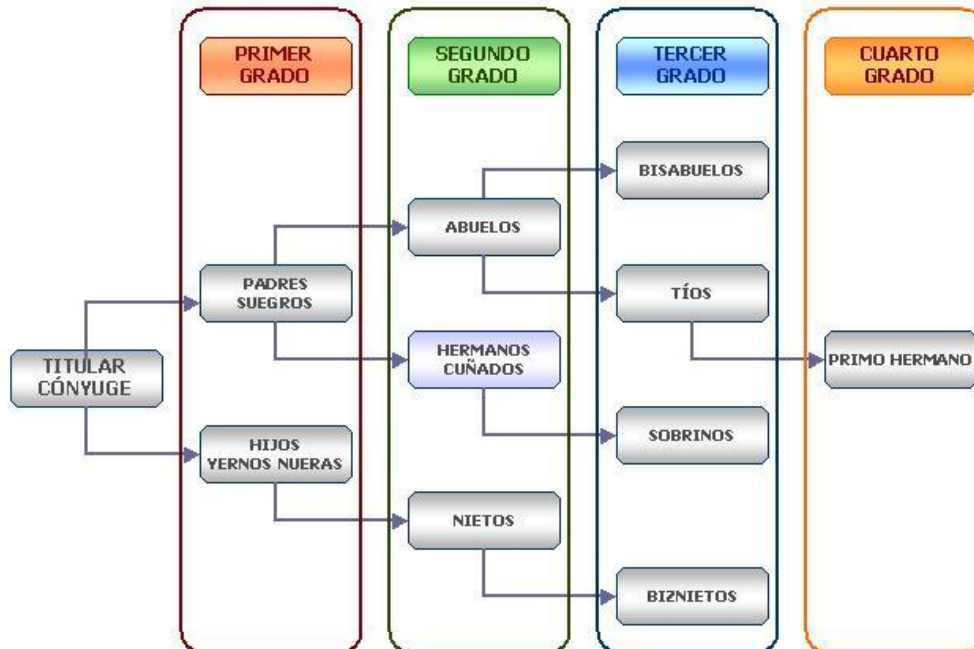 PRIMER
GRADO
SEGUNDO
GRADO
TERCER
GRADO
CUARTO
GRADO
BISABUELOS
ABUELOS
PADRES
SUEGROS
TÍOS
TITULAR
CÓNYUGE
HERMANOS
CUÑADOS
PRIMO HERMANO
HIJOS
YERNOS NUERAS
SOBRINOS
NIETOS
BIZNIETOS